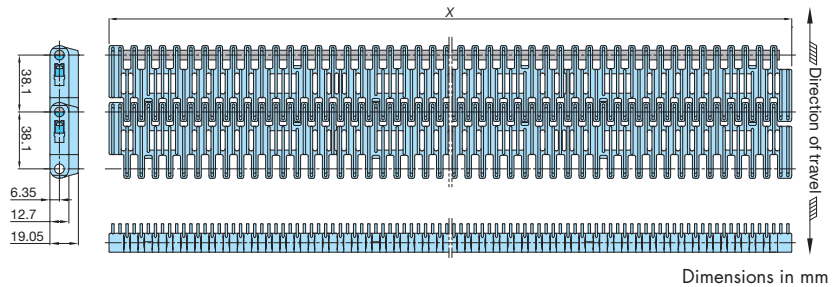 X
38.1
38.1
6.35
12.7
19.05
Direction of travel
Dimensions in mm